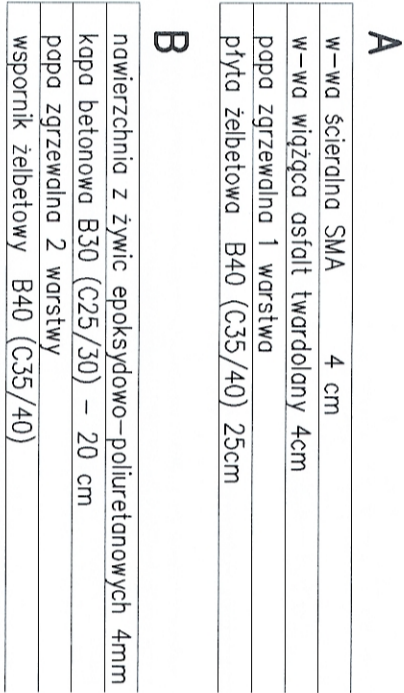 A
w-wa ścieralna SMA 4 cm
w-wa wiążąca asfalt twardolany 4cm
papa zgrzewalna 1 warstwa
płyta żelbetowa B40 (C35/40) 25cm
B
nawierzchnia z żywic epoksydowo-poliuretanowych 4mm
kapa betonowa B30 (C25/30) - 20 cm
papa zgrzewalna 2 warstwy
wspornik żelbetowy B40 (C35/40)